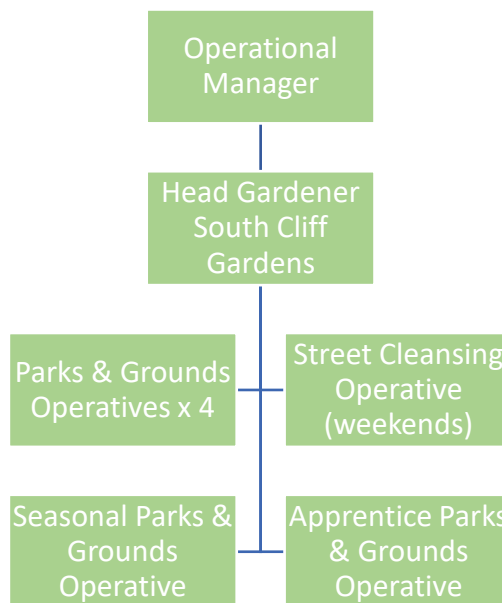 Operational
Manager
Head Gardener
South Cliff
Gardens
Parks & Grounds
Operatives x 4
Street Cleansing
Operative
(weekends)
Seasonal Parks &
Grounds
Operative
Apprentice Parks
& Grounds
Operative